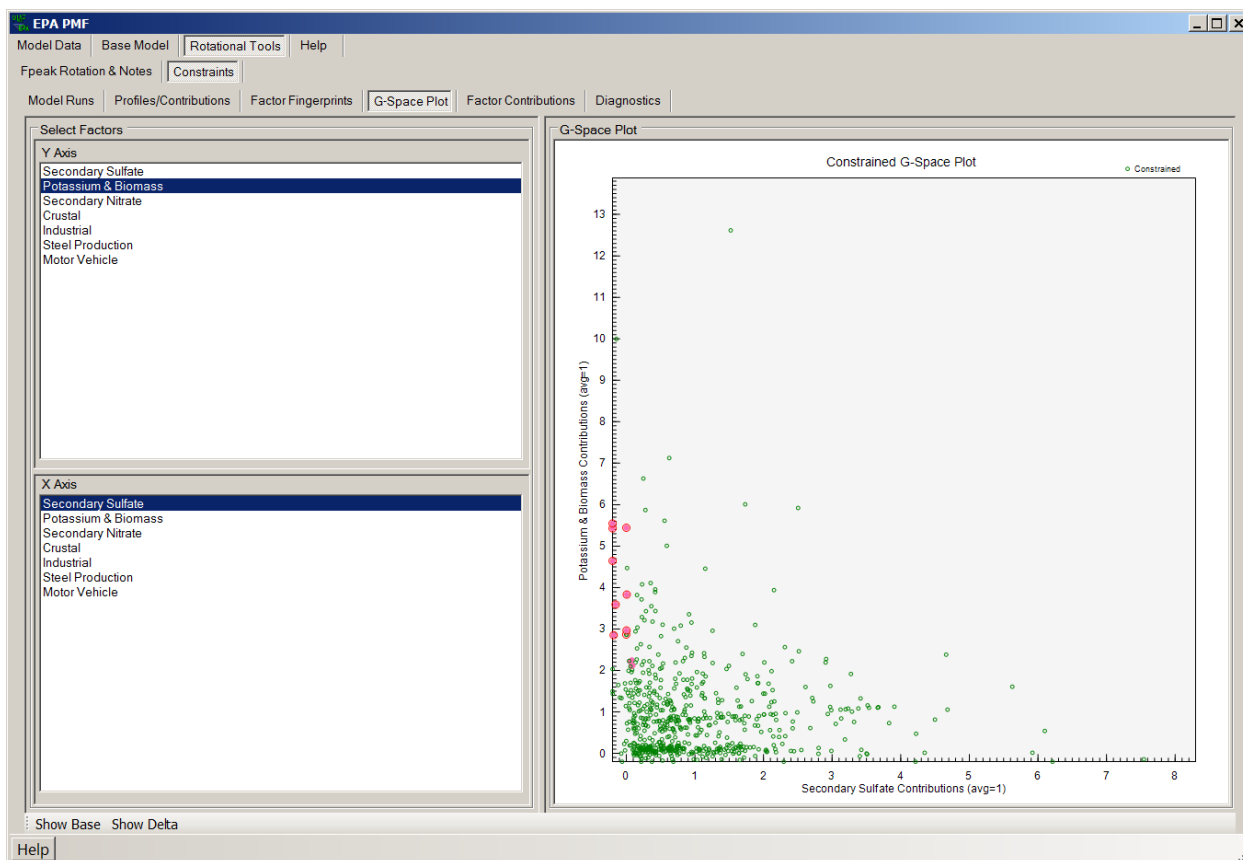 EPA PMF
Model Data Base Model Rotational Tools Help
Fpeak Rotation & Notes Constraints
Model Runs Profiles/Contributions Factor Fingerprints G-Space Plot Factor Contributions Diagnostics
Select Factors
Y Axis
Secondary Sulfate
Potassium & Biomass
Secondary Nitrate
Crustal
Industrial
Steel Production
Motor Vehicle
X Axis
Secondary Sulfate
Potassium & Biomass
Secondary Nitrate
Crustal
Industrial
Steel Production
Motor Vehicle
G-Space Plot
Constrained G-Space Plot
Constrained
Potassium & Biomass Contributions (avg=1)
13
12
11
10
9
8
7
6
5
4
3
2
1
0
0 1 2 3 4 5 6 7 8
Secondary Sulfate Contributions (avg=1)
Show Base Show Delta
Help